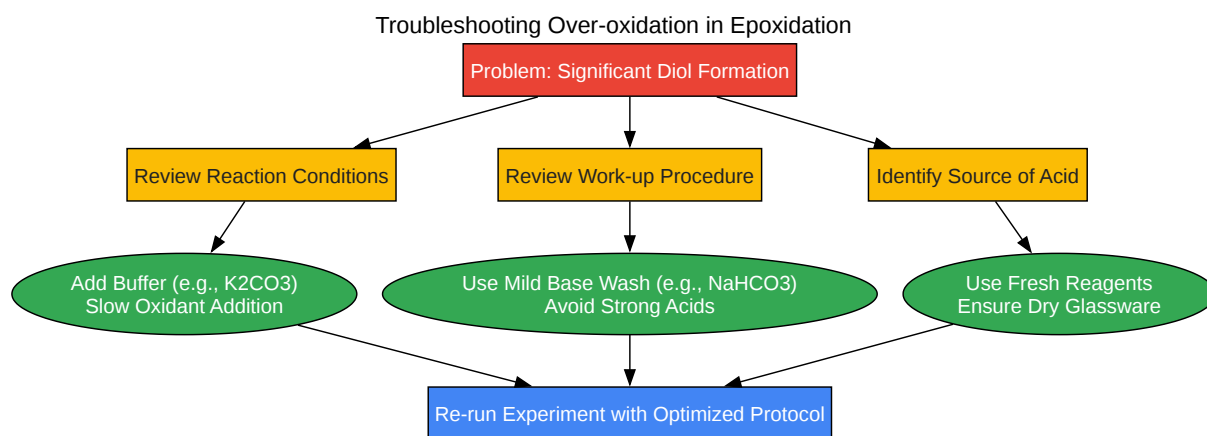 Troubleshooting Over-oxidation in Epoxidation
Problem: Significant Diol Formation
Review Reaction Conditions
Review Work-up Procedure
Identify Source of Acid
Add Buffer (e.g., K2CO3)
Slow Oxidant Addition
Use Mild Base Wash (e.g., NaHCO3)
Avoid Strong Acids
Use Fresh Reagents
Ensure Dry Glassware
Re-run Experiment with Optimized Protocol